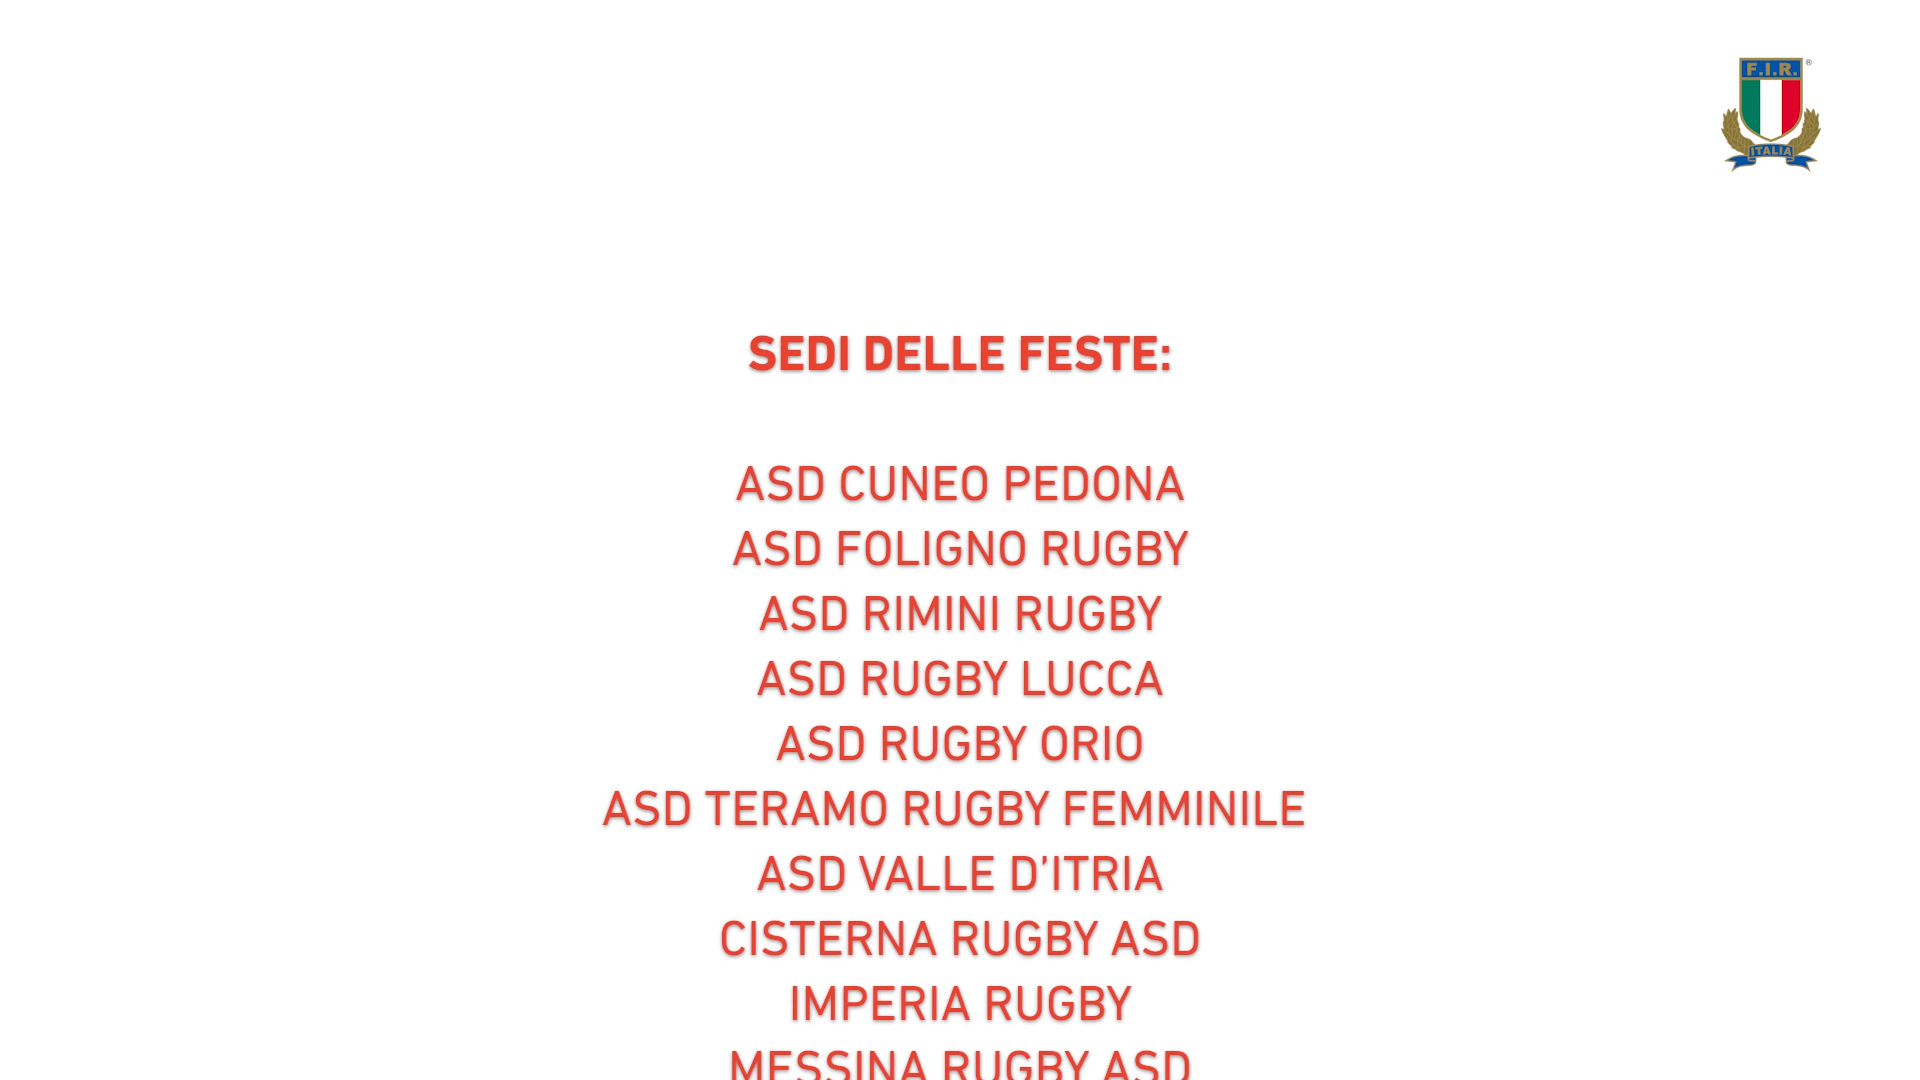 F.I.R.
®
ITALIA
SEDI DELLE FESTE:
ASD CUNEO PEDONA
ASD FOLIGNO RUGBY
ASD RIMINI RUGBY
ASD RUGBY LUCCA
ASD RUGBY ORIO
ASD TERAMO RUGBY FEMMINILE
ASD VALLE D’ITRIA
CISTERNA RUGBY ASD
IMPERIA RUGBY
MESSINA RUGBY ASD